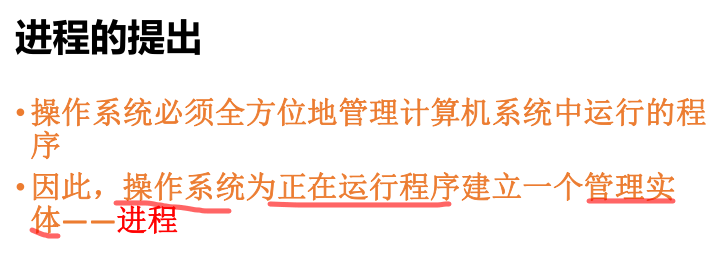 进程的提出
•操作系统必须全方位地管理计算机系统中运行的程
序
•因此，操作系统为正在运行程序建立一个管理实
体——进程